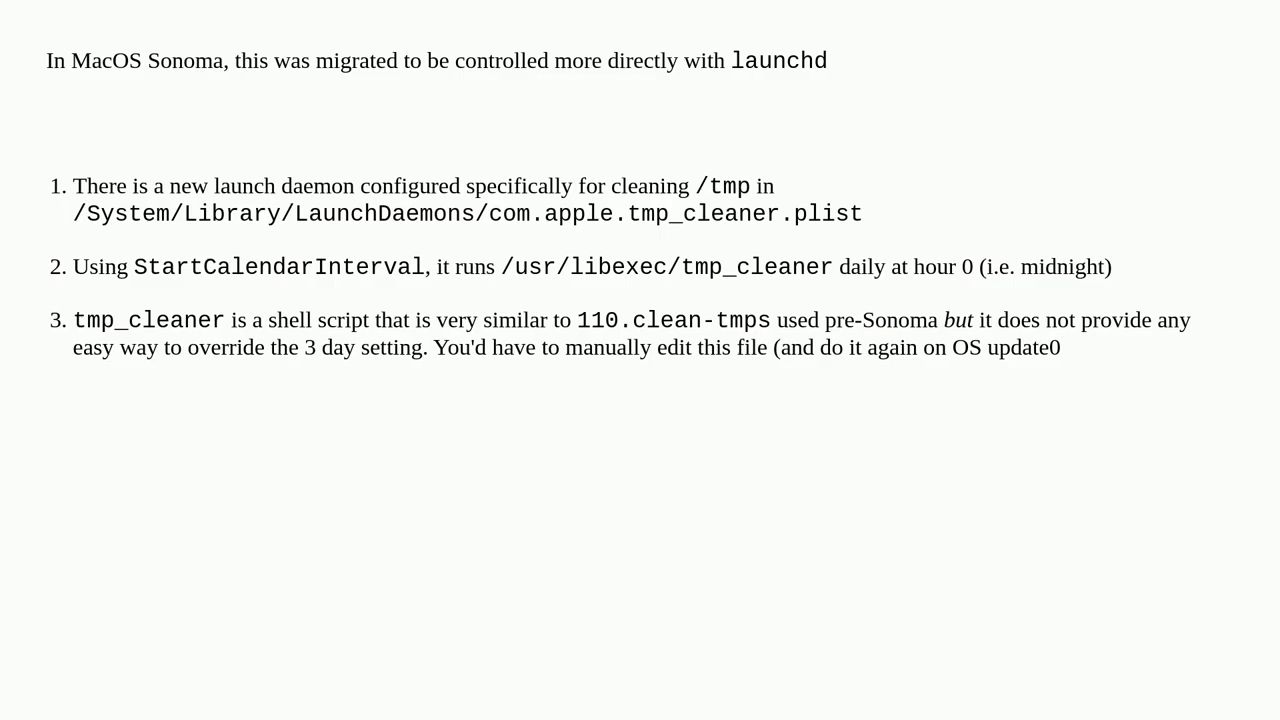 In MacOS Sonoma, this was migrated to be controlled more directly with launchd
1. There is a new launch daemon configured specifically for cleaning /tmp in
/System/Library/LaunchDaemons/com.apple.tmp_cleaner.plist
2. Using StartCalendarInterval, it runs /usr/libexec/tmp_cleaner daily at hour 0 (i.e. midnight)
3. tmp_cleaner is a shell script that is very similar to 110.clean-tmps used pre-Sonoma but it does not provide any
easy way to override the 3 day setting. You'd have to manually edit this file (and do it again on OS update0